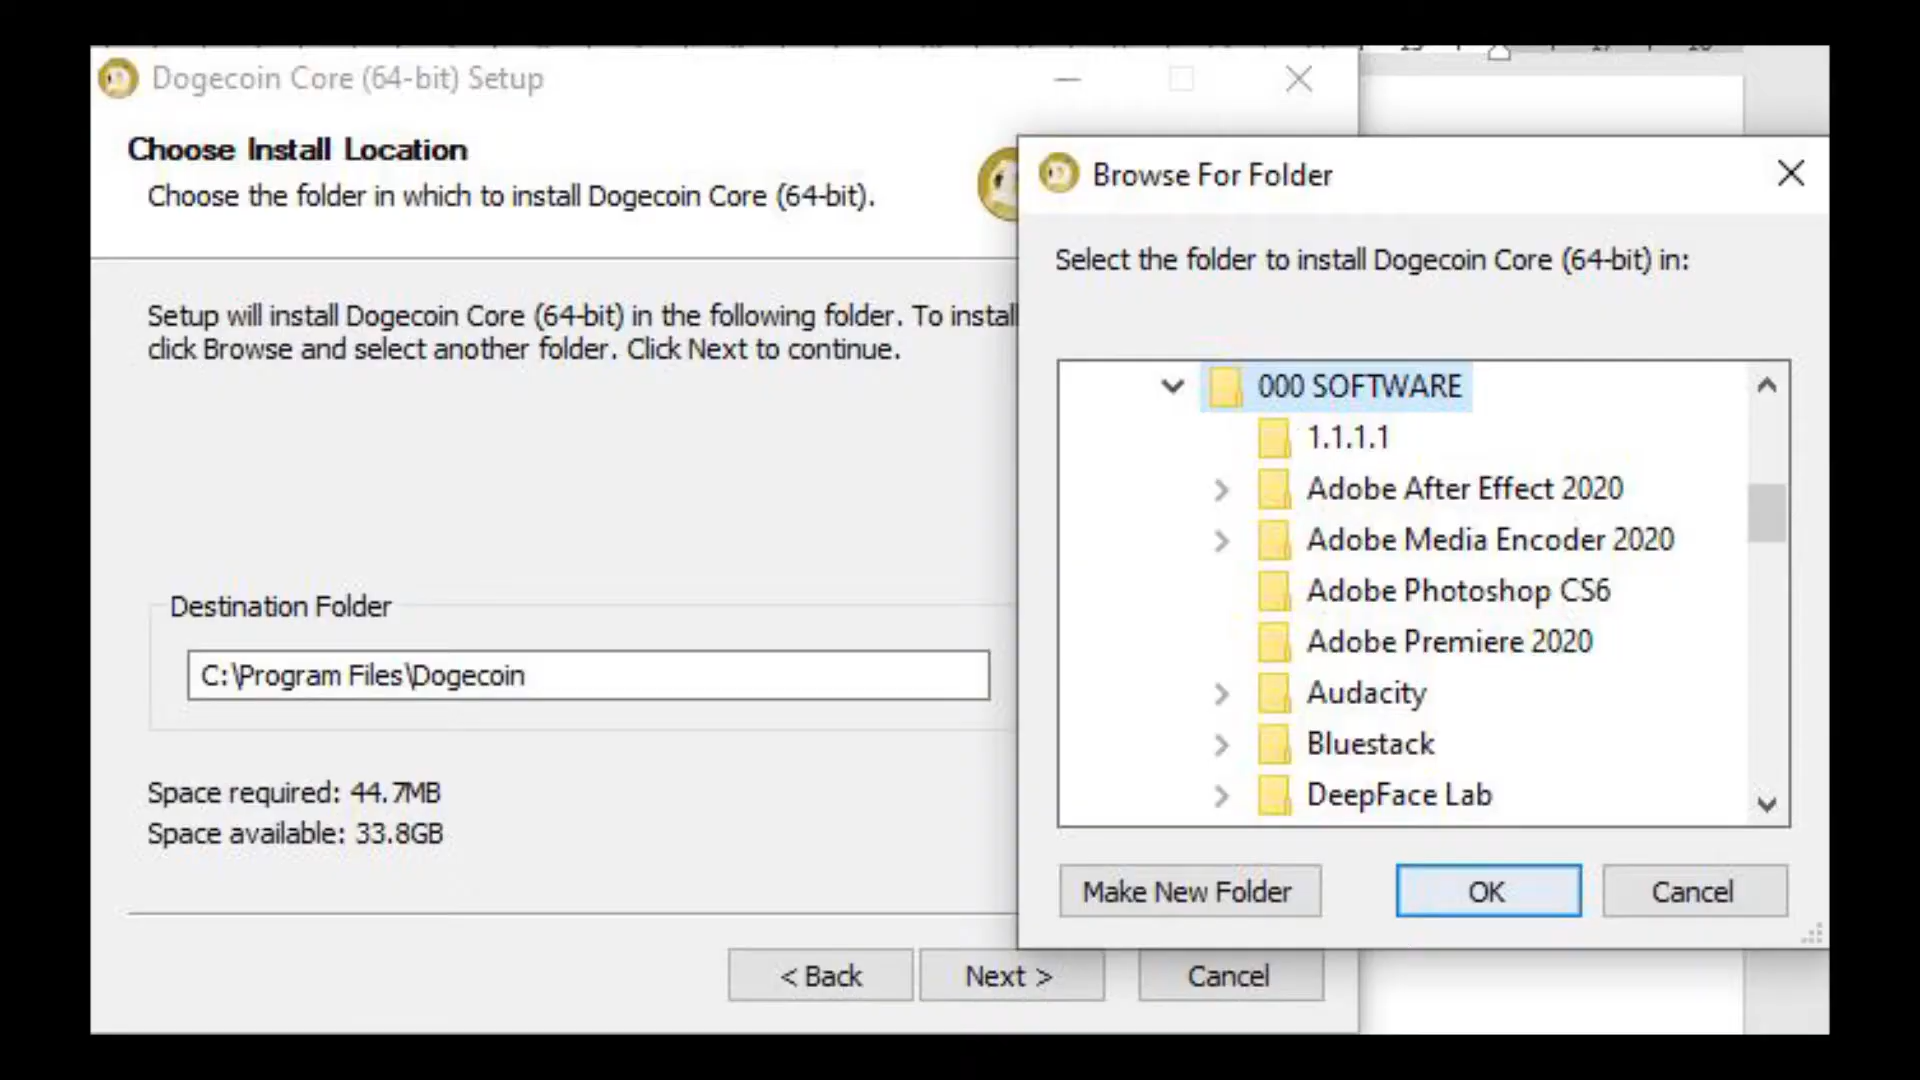 Dogecoin Core (64-bit) Setup
Choose Install Location
Choose the folder in which to install Dogecoin Core (64-bit).
Setup will install Dogecoin Core (64-bit) in the following folder. To install
click Browse and select another folder. Click Next to continue.
Destination Folder
C:\Program Files\Dogecoin
Space required: 44.7MB
Space available: 33.8GB
< Back
Next >
Cancel
Browse For Folder
Select the folder to install Dogecoin Core (64-bit) in:
000 SOFTWARE
1.1.1.1
Adobe After Effect 2020
Adobe Media Encoder 2020
Adobe Photoshop CS6
Adobe Premiere 2020
Audacity
Bluestack
DeepFace Lab
Make New Folder
OK
Cancel